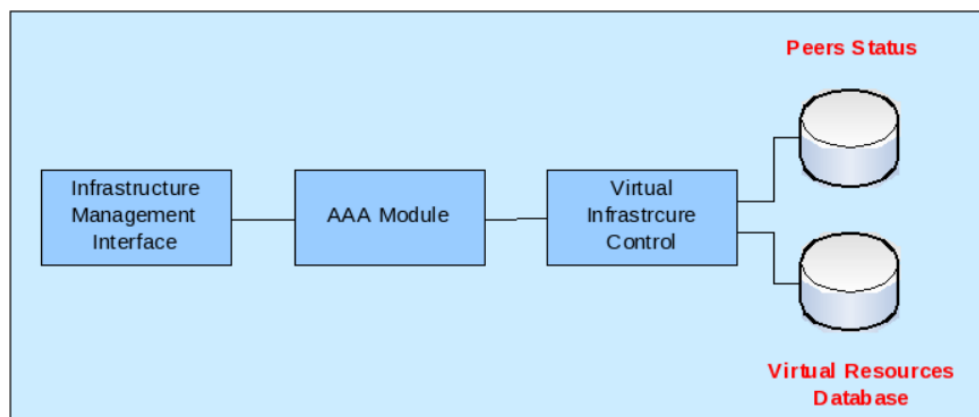 Peers Status
Infrastructure
Management
Interface
AAA Module
Virtual
Infrastrcure
Control
Virtual Resources
Database